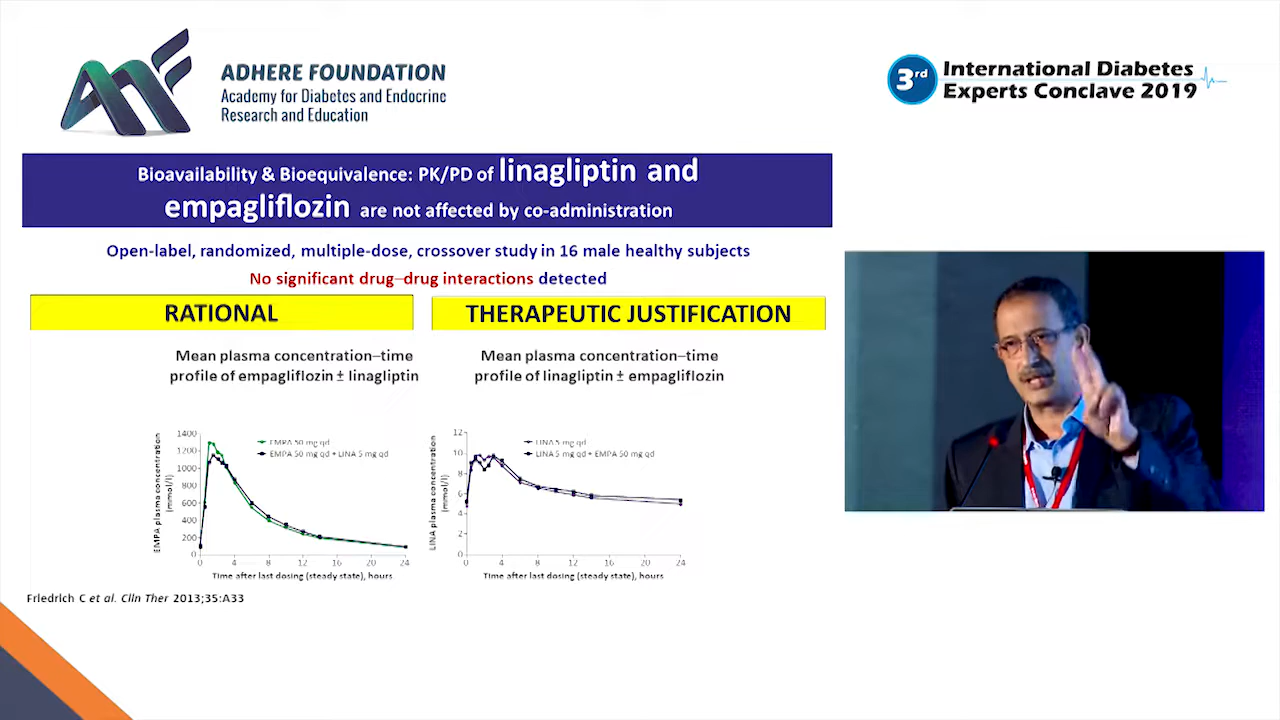 ADHERE FOUNDATION
Academy for Diabetes and Endocrine
Research and Education
3rd
International Diabetes
Experts Conclave 2019
Bioavailability & Bioequivalence: PK/PD of linagliptin and
empagliflozin are not affected by co-administration
Open-label, randomized, multiple-dose, crossover study in 16 male healthy subjects
No significant drug–drug interactions detected
RATIONAL
THERAPEUTIC JUSTIFICATION
Mean plasma concentration–time
profile of empagliflozin ± linagliptin
Mean plasma concentration–time
profile of linagliptin ± empagliflozin
EMPA plasma concentration
(nmol/l)
1400
1200
1000
800
600
400
200
0
EMPA 50 mg qd
EMPA 50 mg qd + LINA 5 mg qd
0 4 8 12 16 20 24
Time after last dosing (steady state), hours.
LINA plasma concentration
(nmol/l)
12
10
8
6
4
2
0
LINA 5 mg qd
LINA 5 mg qd + EMPA 50 mg qd
0 4 8 12 16 20 24
Time after last dosing (steady state), hours
Friedrich C et al. Clin Ther 2013;35:A33